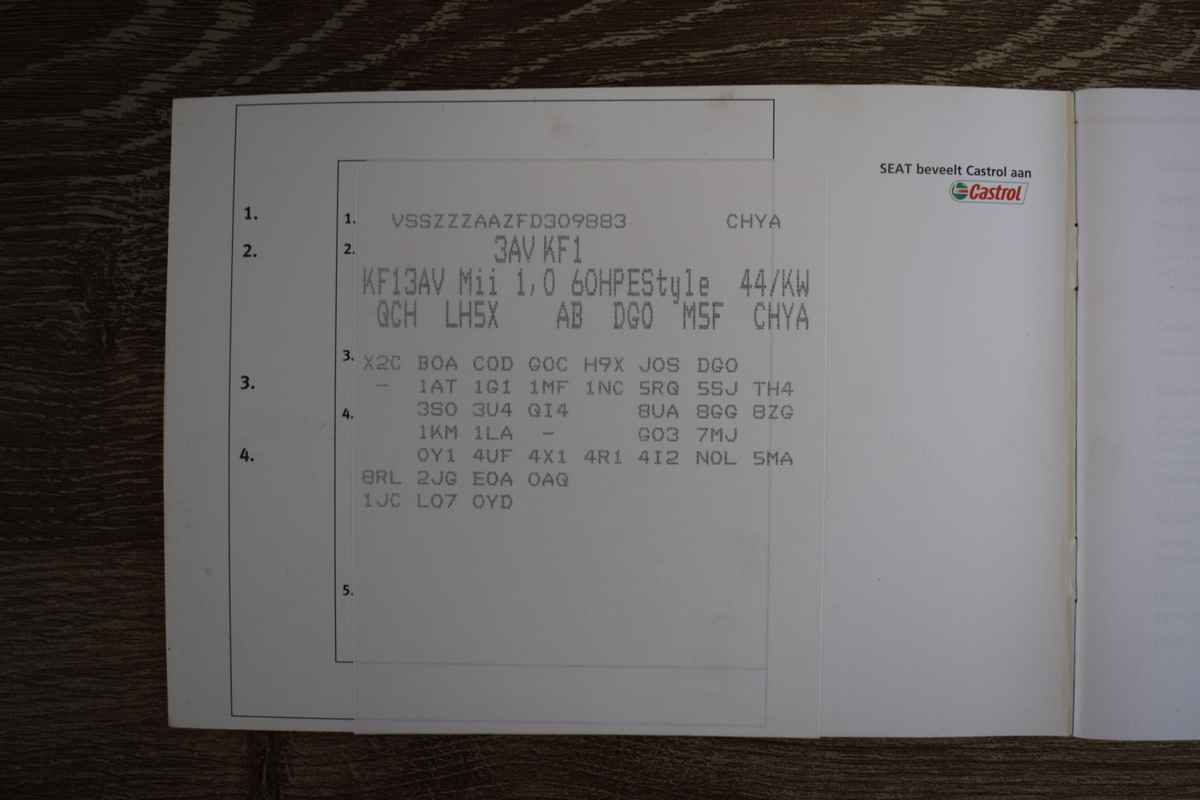 SEAT beveelt Castrol aan
Castrol
1.
2.
3.
4.
1. VSSZZZAAZFD309883 CHYA
2. 3AV KF1
KF13AV Mii 1,0 60HPEStyle 44/KW
QCH LH5X AB DG0 M5F CHYA
3. X2C B0A C0D G0C H9X J0S DG0
- 1AT 1G1 1MF 1NC 5RQ 5SJ TH4
4. 3S0 3U4 QI4 8UA 8GG 8ZG
1KM 1LA - G03 7MJ
0Y1 4UF 4X1 4R1 4I2 N0L 5MA
8RL 2JG E0A 0AQ
1JC L07 0YD
5.